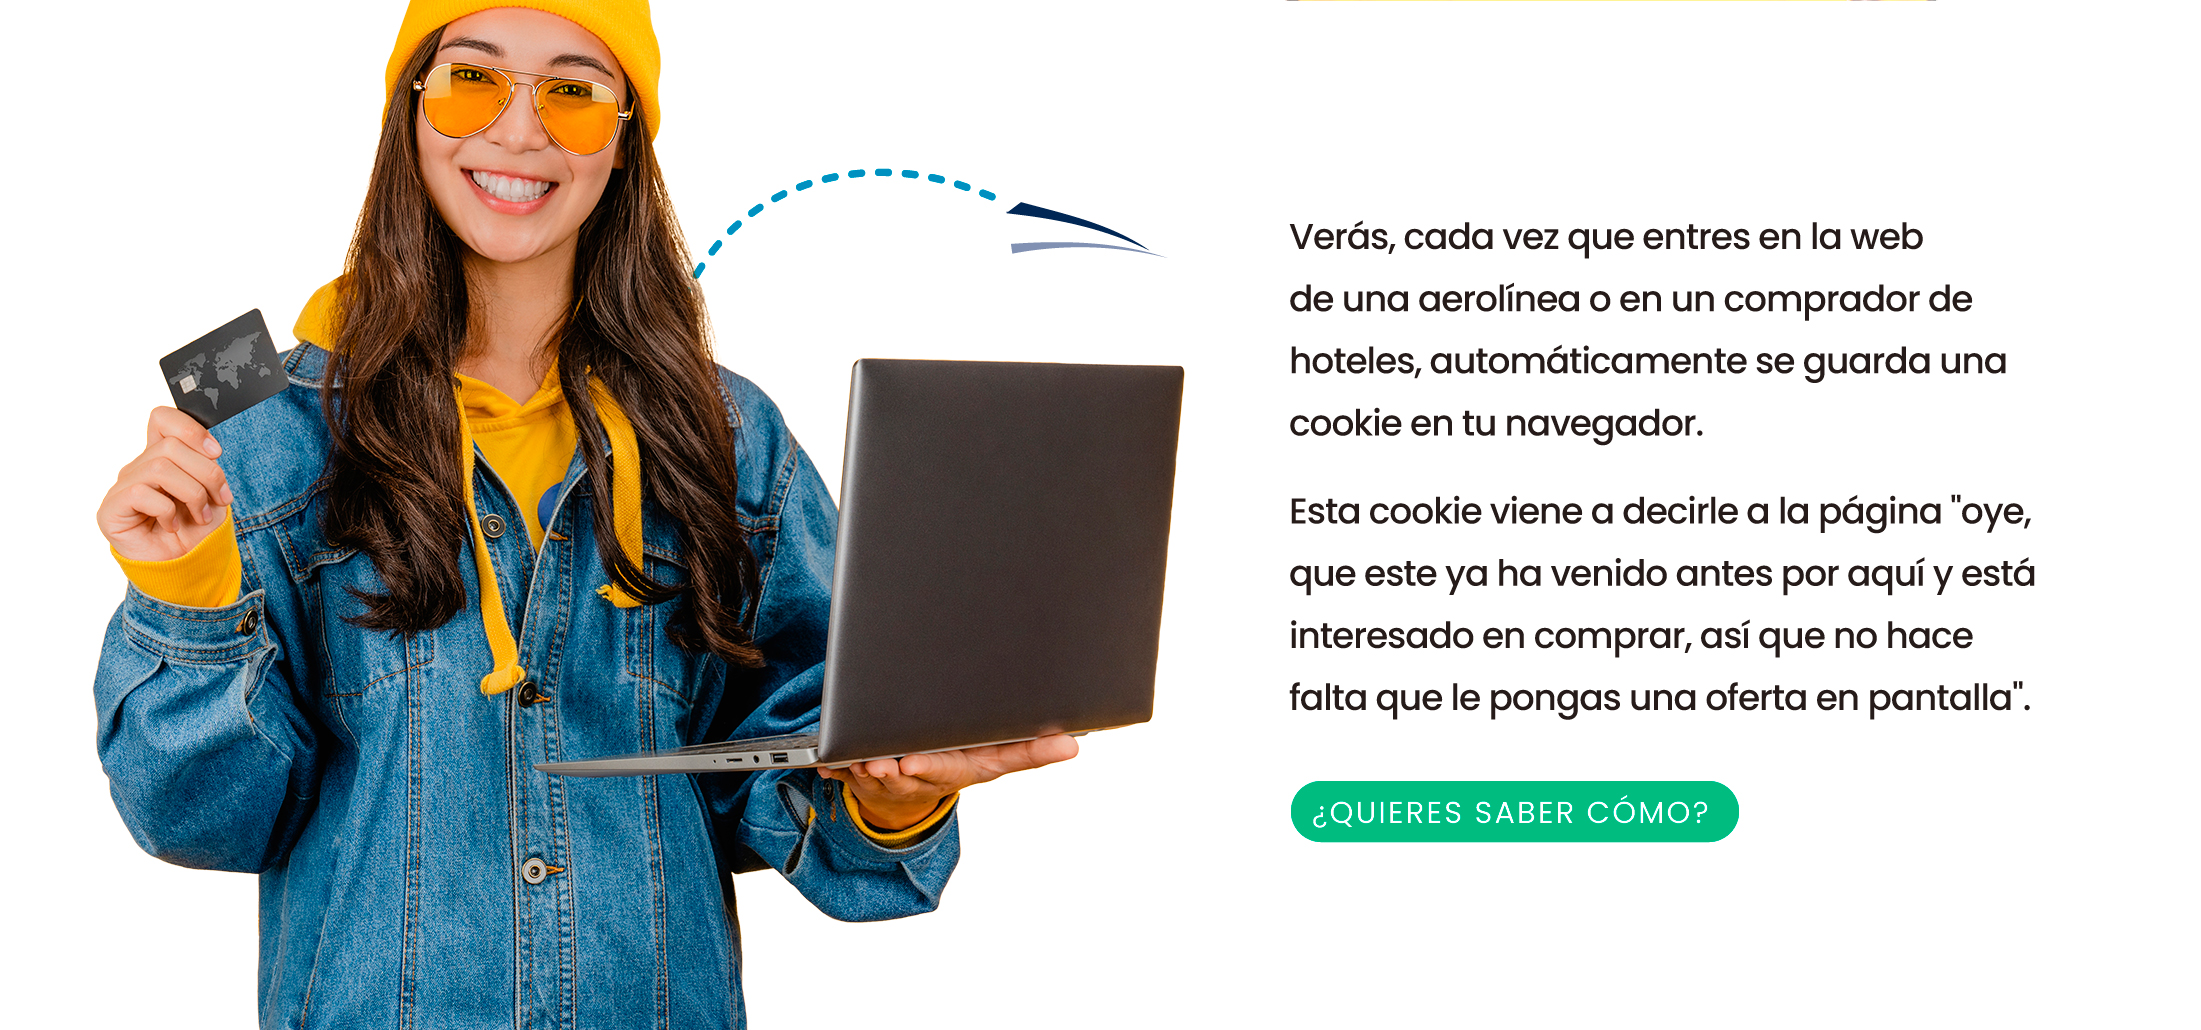 Verás, cada vez que entres en la web
de una aerolínea o en un comprador de
hoteles, automáticamente se guarda una
cookie en tu navegador.
Esta cookie viene a decirle a la página "oye,
que este ya ha venido antes por aquí y está
interesado en comprar, así que no hace
falta que le pongas una oferta en pantalla".
¿QUIERES SABER CÓMO?